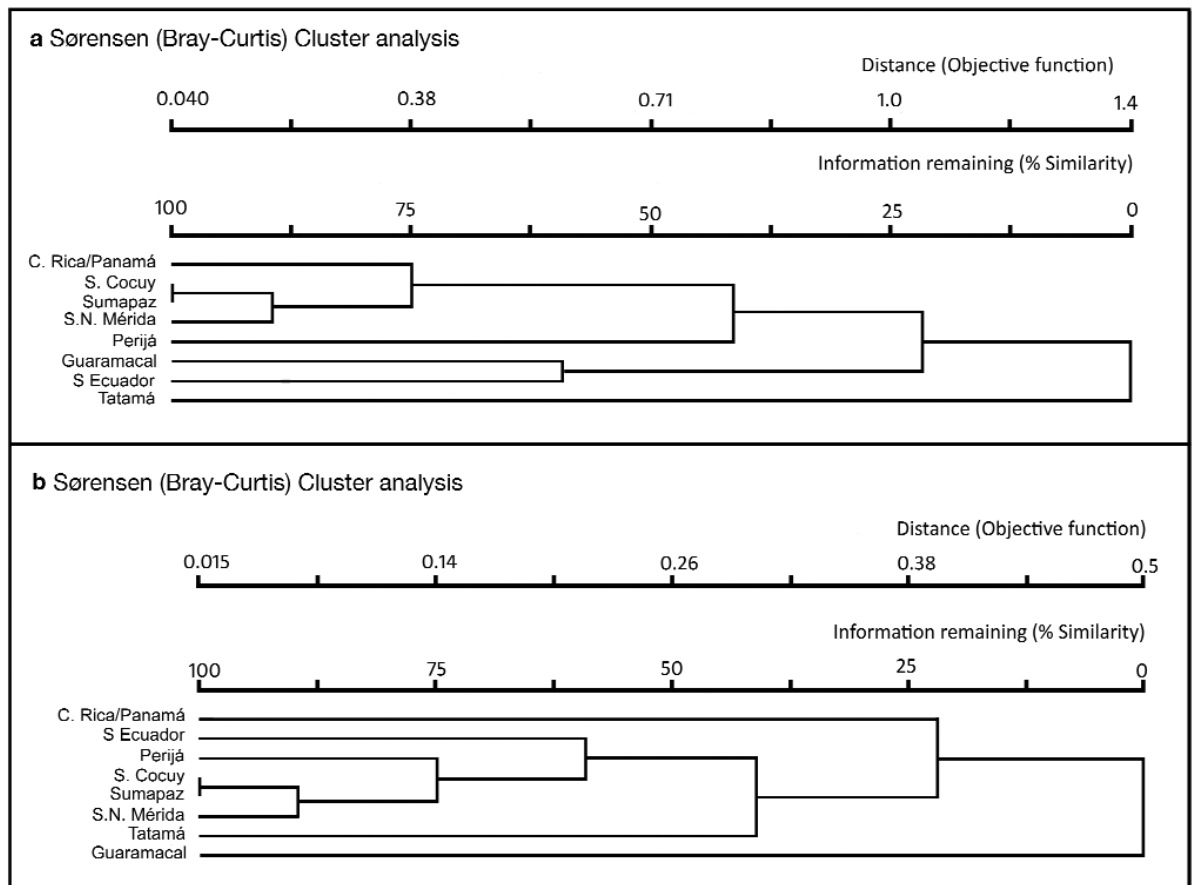 a Sørensen (Bray-Curtis) Cluster analysis
Distance (Objective function)
0.040 0.38 0.71 1.0 1.4
Information remaining (% Similarity)
100 75 50 25 0
C. Rica/Panamá
S. Cocuy
Sumapaz
S.N. Mérida
Perijá
Guaramacal
S Ecuador
Tatamá
b Sørensen (Bray-Curtis) Cluster analysis
Distance (Objective function)
0.015 0.14 0.26 0.38 0.5
Information remaining (% Similarity)
100 75 50 25 0
C. Rica/Panamá
S Ecuador
Perijá
S. Cocuy
Sumapaz
S.N. Mérida
Tatamá
Guaramacal